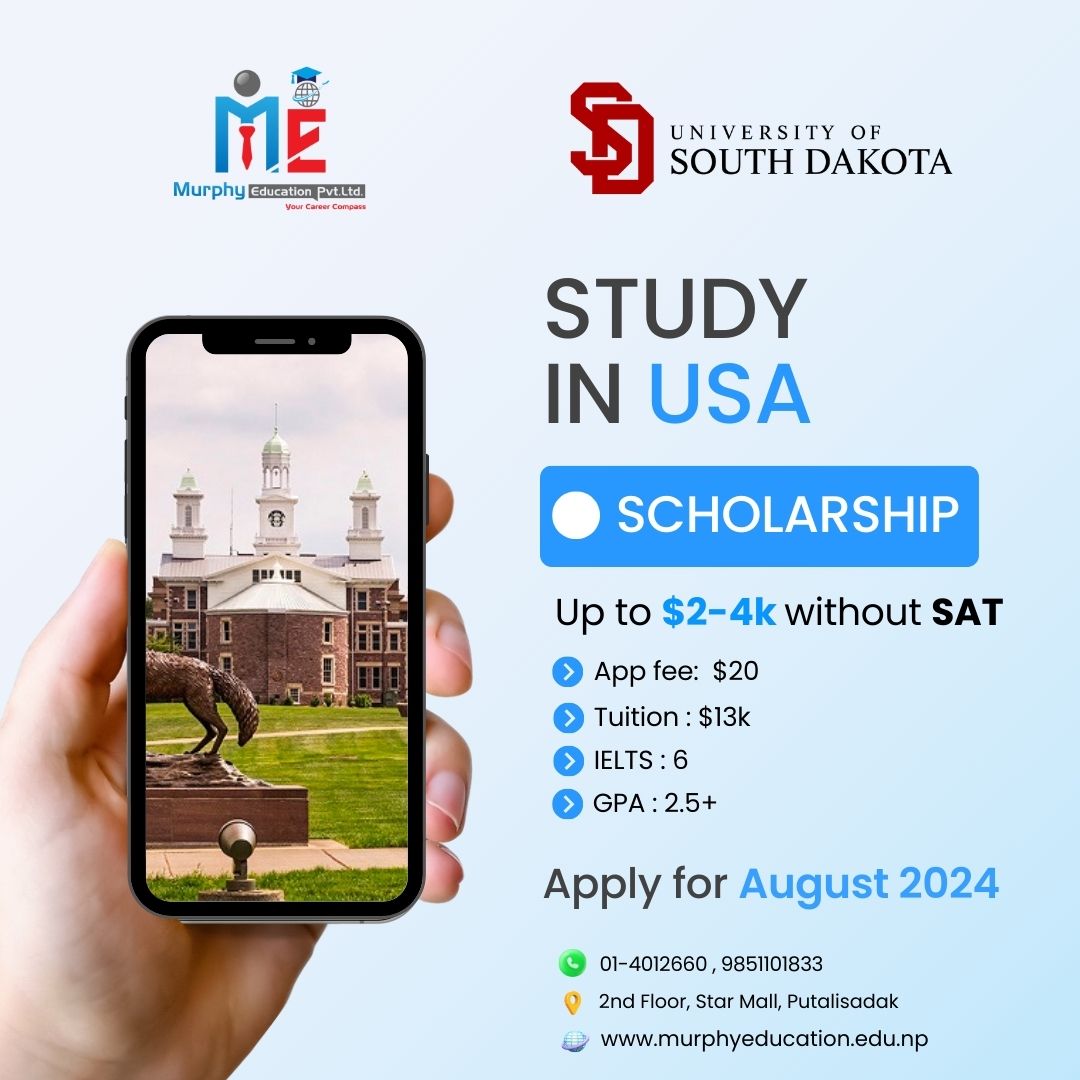 ME
Murphy Education Pvt.Ltd.
Your Career Compass
SD
UNIVERSITY OF
SOUTH DAKOTA
STUDY
IN USA
SCHOLARSHIP
Up to $2-4k without SAT
App fee: $20
Tuition : $13k
IELTS : 6
GPA : 2.5+
Apply for August 2024
01-4012660 , 9851101833
2nd Floor, Star Mall, Putalisadak
www.murphyeducation.edu.np